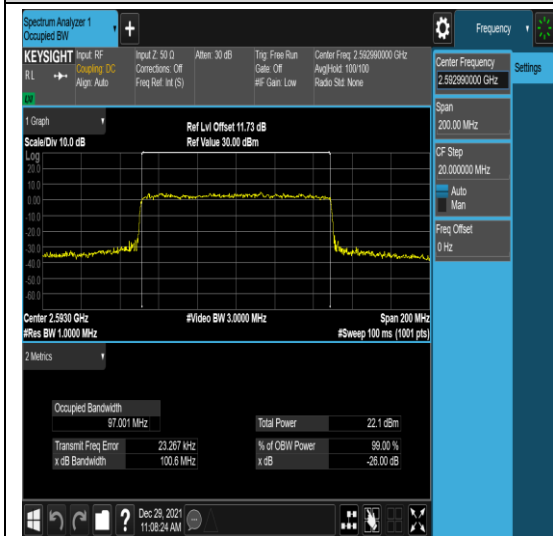 Spectrum Analyzer 1
Occupied BW
+
Frequency
KEYSIGHT
RL
Input: RF
Coupling: DC
Align: Auto
Input Z: 50 Ω
Corrections: Off
Freq Ref: Int (S)
Atten: 30 dB
Trig: Free Run
Gate: Off
#IF Gain: Low
Center Freq: 2.592990000 GHz
Avg|Hold: 100/100
Radio Std: None
Center Frequency
2.592990000 GHz
Settings
Span
200.00 MHz
CF Step
20.000000 MHz
Auto
Man
Freq Offset
0 Hz
1 Graph
Scale/Div 10.0 dB
Ref Lvl Offset 11.73 dB
Ref Value 30.00 dBm
Log
20.0
10.0
0.00
-10.0
-20.0
-30.0
-40.0
-50.0
-60.0
Center 2.5930 GHz
#Res BW 1.0000 MHz
#Video BW 3.0000 MHz
Span 200 MHz
#Sweep 100 ms (1001 pts)
2 Metrics
Occupied Bandwidth
97.001 MHz
Total Power 22.1 dBm
Transmit Freq Error 23.267 kHz
% of OBW Power 99.00 %
x dB Bandwidth 100.6 MHz
x dB -26.00 dB
?
Dec 29, 2021
11:08:24 AM